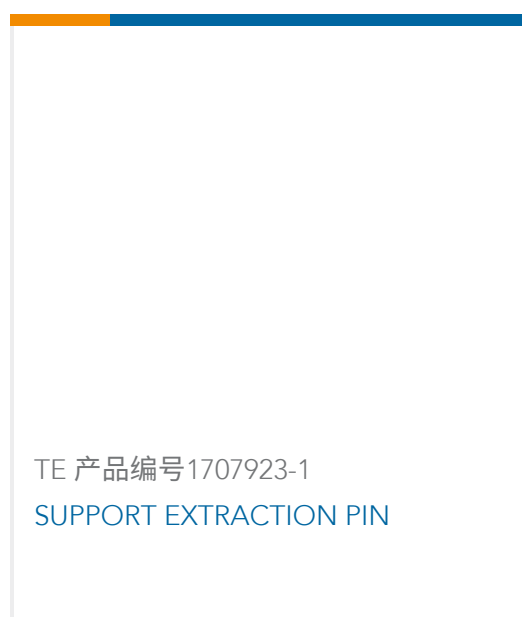 TE 产品编号1707923-1
SUPPORT EXTRACTION PIN